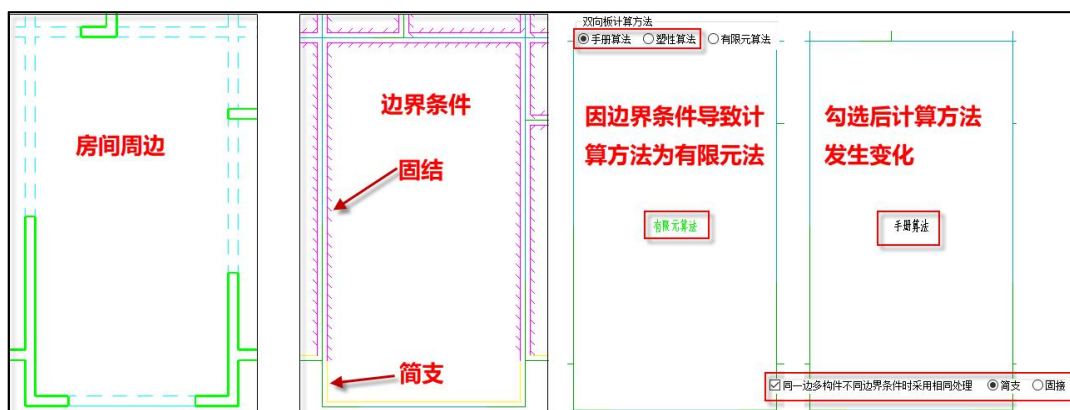 房间周边
边界条件
固结
简支
双向板计算方法
手册算法 塑性算法 有限元算法
因边界条件导致计
算方法为有限元法
有限元算法
勾选后计算方法
发生变化
手册算法
同一边多构件不同边界条件时采用相同处理 简支 固接